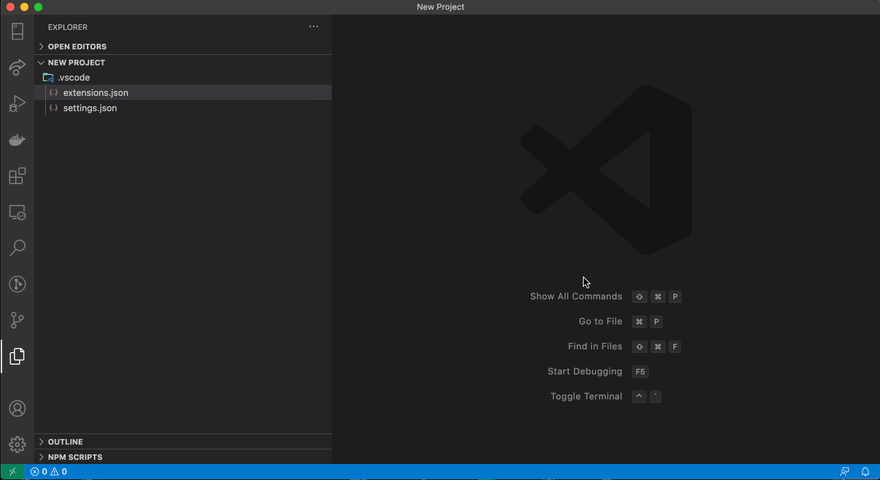 New Project
EXPLORER
OPEN EDITORS
NEW PROJECT
.vscode
{.} extensions.json
{.} settings.json
Show All Commands ⇧ ⌘ P
Go to File ⌘ P
Find in Files ⇧ ⌘ F
Start Debugging F5
Toggle Terminal ^ `
OUTLINE
NPM SCRIPTS
0 0